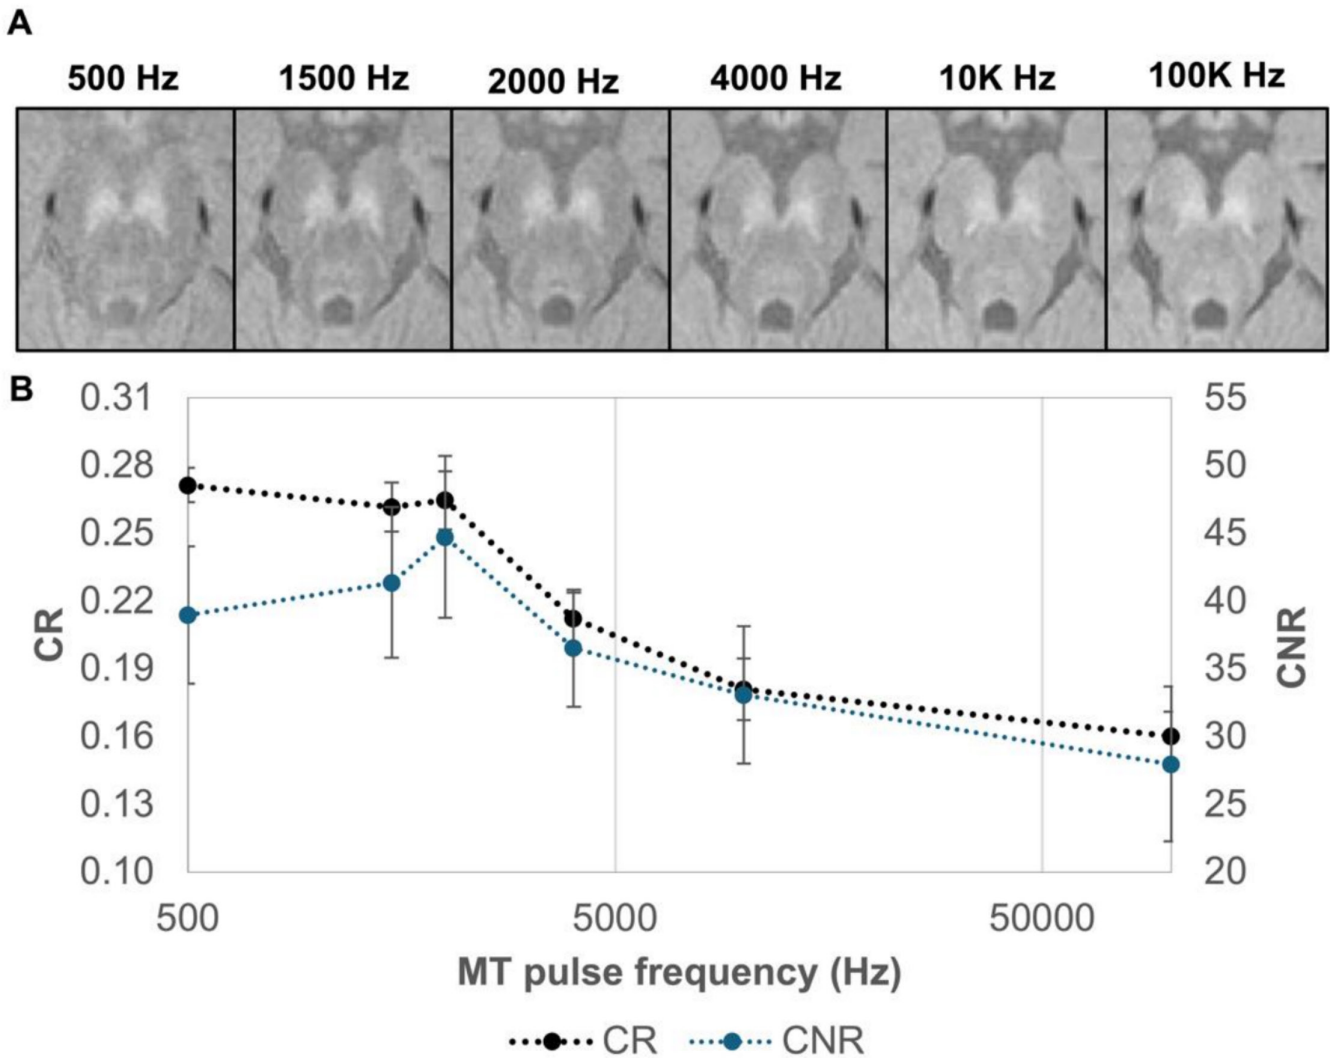 A
500 Hz 1500 Hz 2000 Hz 4000 Hz 10K Hz 100K Hz
B
0.31 55
0.28 50
0.25 45
0.22 40
0.19 35
0.16 30
0.13 25
0.10 20
CR
CNR
500 5000 50000
MT pulse frequency (Hz)
CR CNR